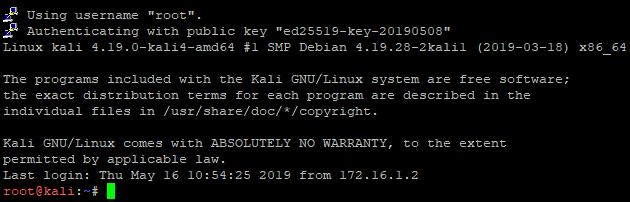 Using username "root".
Authenticating with public key "ed25519-key-20190508"
Linux kali 4.19.0-kali4-amd64 #1 SMP Debian 4.19.28-2kali1 (2019-03-18) x86_64
The programs included with the Kali GNU/Linux system are free software;
the exact distribution terms for each program are described in the
individual files in /usr/share/doc/*/copyright.
Kali GNU/Linux comes with ABSOLUTELY NO WARRANTY, to the extent
permitted by applicable law.
Last login: Thu May 16 10:54:25 2019 from 172.16.1.2
root@kali:~#